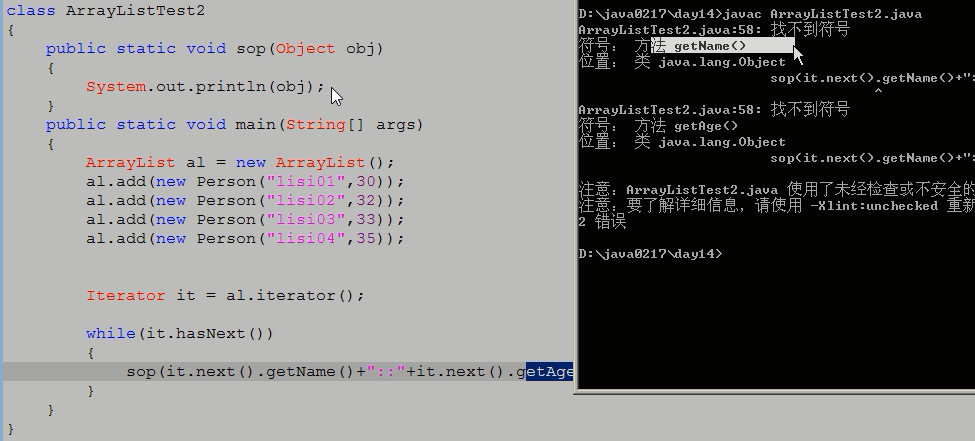 class ArrayListTest2
{
public static void sop(Object obj)
{
System.out.println(obj);
}
public static void main(String[] args)
{
ArrayList al = new ArrayList();
al.add(new Person("lisi01",30));
al.add(new Person("lisi02",32));
al.add(new Person("lisi03",33));
al.add(new Person("lisi04",35));
Iterator it = al.iterator();
while(it.hasNext())
{
sop(it.next().getName()+"::"+it.next().getAge
}
}
}
D:\java0217\day14>javac ArrayListTest2.java
ArrayListTest2.java:58: 找不到符号
符号： 方法 getName()
位置： 类 java.lang.Object
sop(it.next().getName()+":
^
ArrayListTest2.java:58: 找不到符号
符号： 方法 getAge()
位置： 类 java.lang.Object
sop(it.next().getName()+":
注意：ArrayListTest2.java 使用了未经检查或不安全的
注意：要了解详细信息，请使用 -Xlint:unchecked 重新
2 错误
D:\java0217\day14>